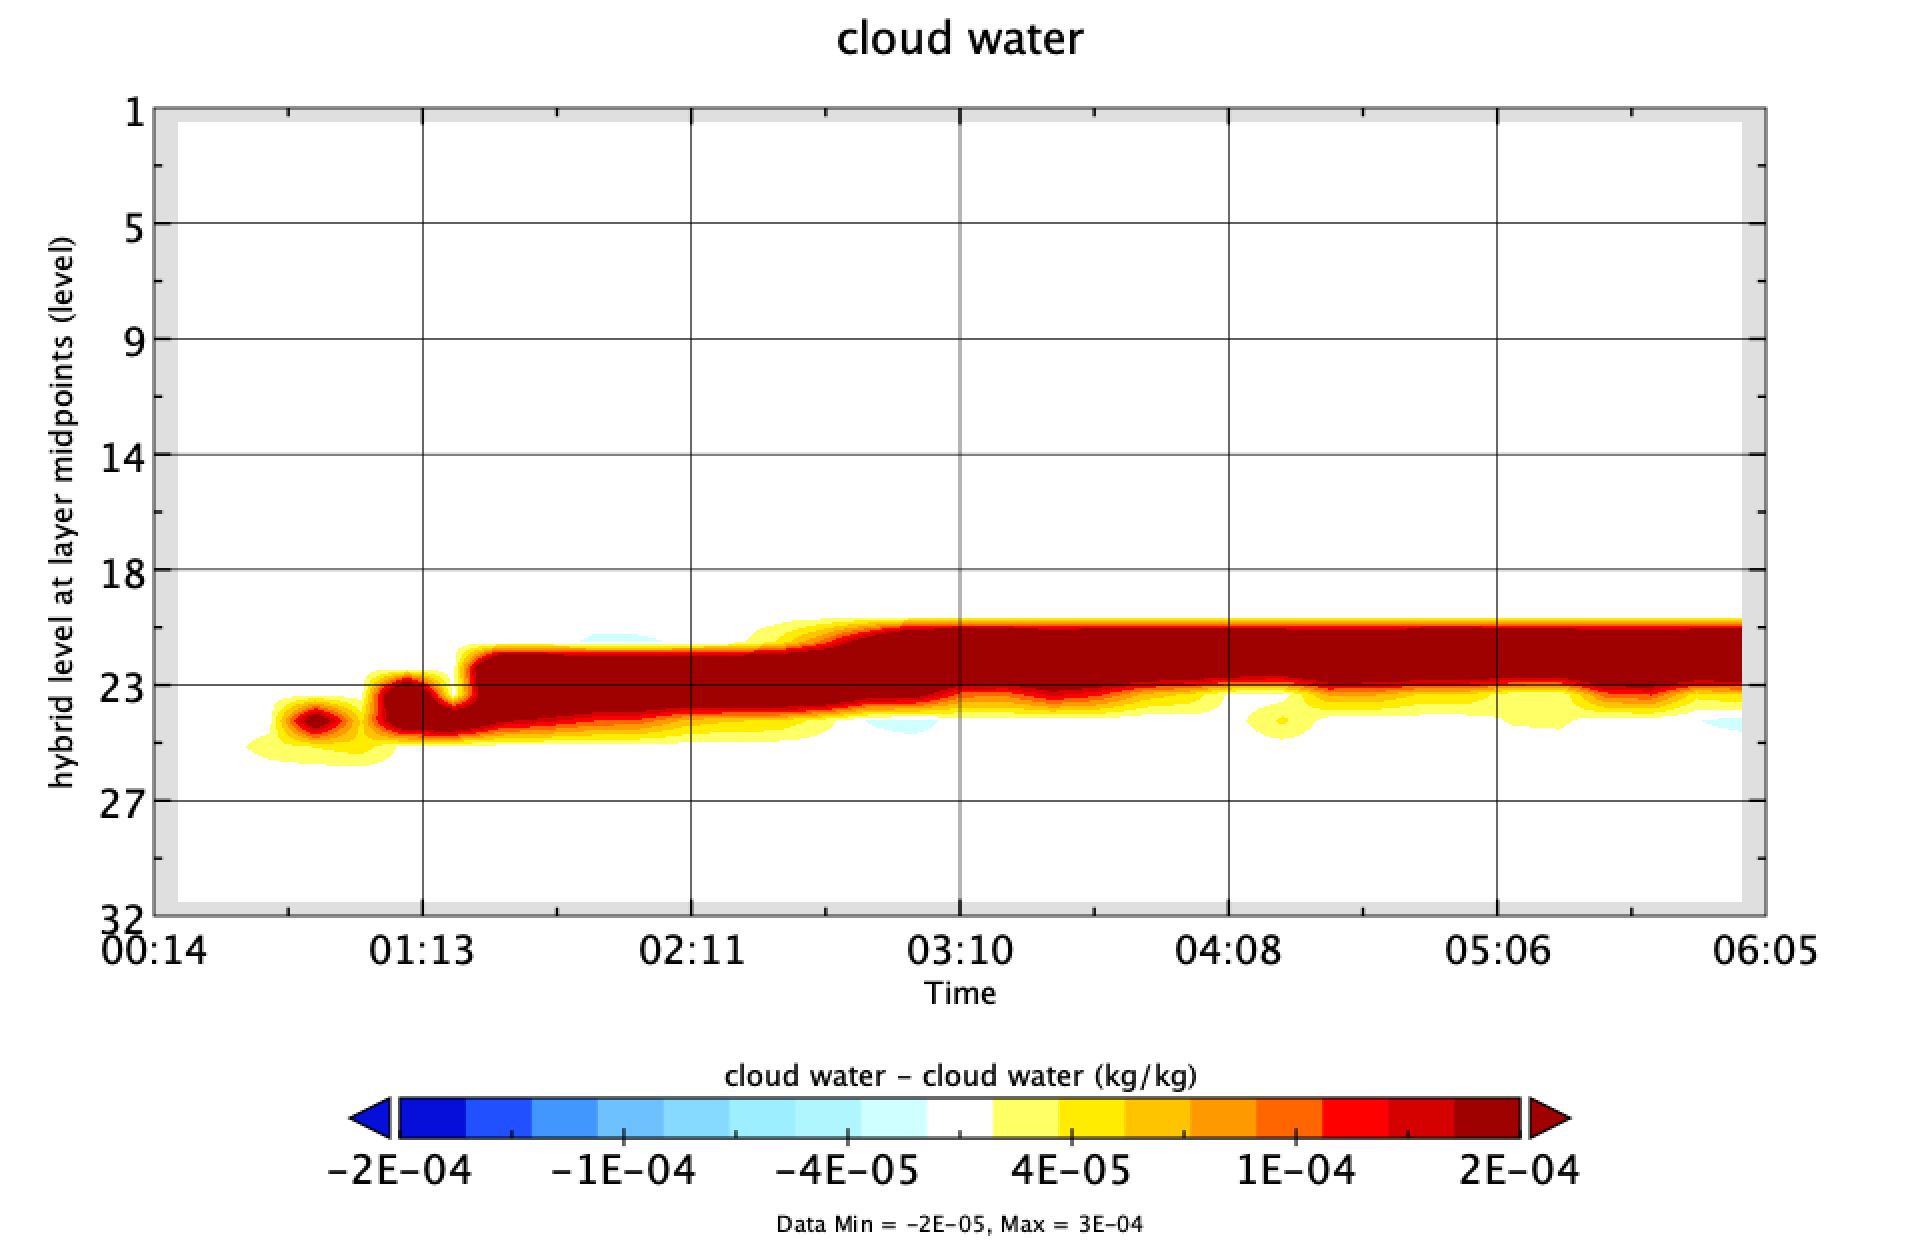 cloud water
hybrid level at layer midpoints (level)
1
5
9
14
18
23
27
32
00:14 01:13 02:11 03:10 04:08 05:06 06:05
Time
cloud water – cloud water (kg/kg)
−2E−04 −1E−04 −4E−05 4E−05 1E−04 2E−04
Data Min = −2E−05, Max = 3E−04